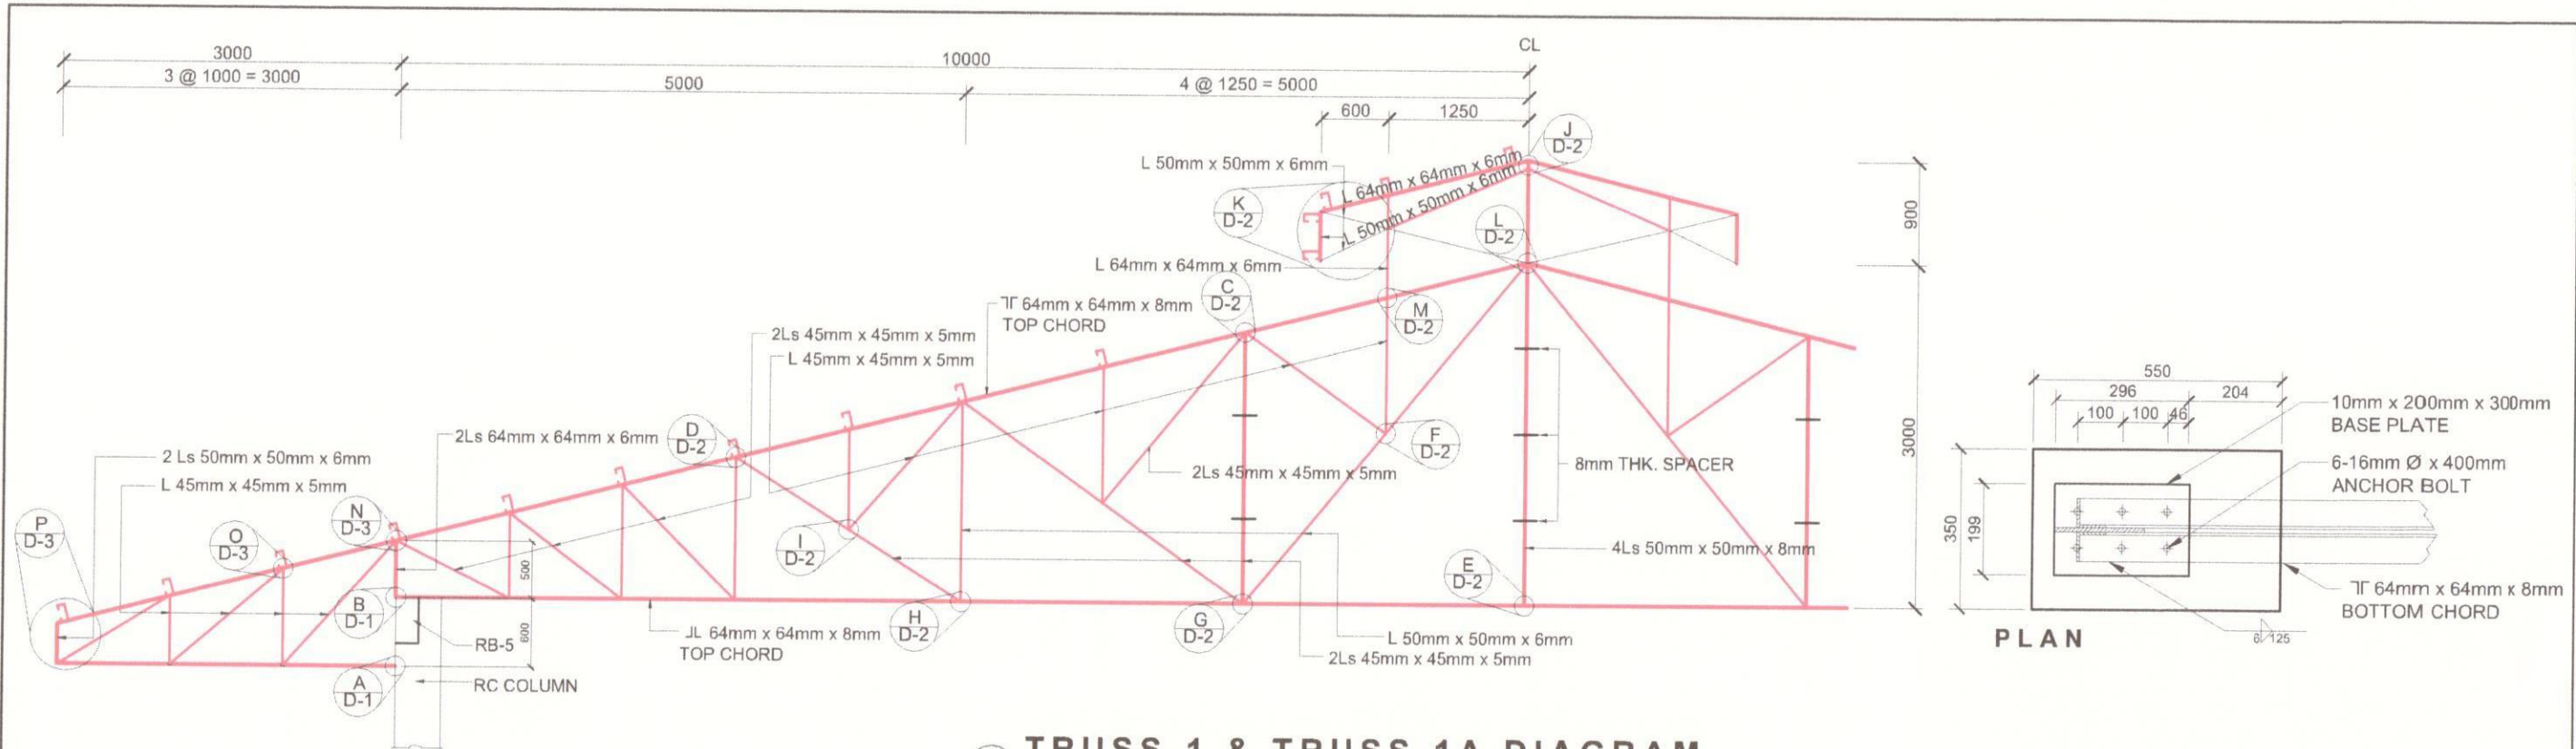 CL
3000
10000
3 @ 1000 = 3000
5000
4 @ 1250 = 5000
600
1250
J
D-2
L 50mm x 50mm x 6mm
L 64mm x 64mm x 6mm
L 50mm x 50mm x 6mm
K
D-2
L
D-2
900
L 64mm x 64mm x 6mm
C
D-2
64mm x 64mm x 8mm
TOP CHORD
M
D-2
2Ls 45mm x 45mm x 5mm
L 45mm x 45mm x 5mm
3000
2Ls 64mm x 64mm x 6mm
D
D-2
F
D-2
2 Ls 50mm x 50mm x 6mm
L 45mm x 45mm x 5mm
2Ls 45mm x 45mm x 5mm
8mm THK. SPACER
P
D-3
O
D-3
N
D-3
I
D-2
500
4Ls 50mm x 50mm x 8mm
E
D-2
B
D-1
H
D-2
G
D-2
600
RB-5
JL 64mm x 64mm x 8mm
TOP CHORD
L 50mm x 50mm x 6mm
2Ls 45mm x 45mm x 5mm
A
D-1
RC COLUMN
550
296
204
100
100
46
10mm x 200mm x 300mm
BASE PLATE
6-16mm Ø x 400mm
ANCHOR BOLT
350
199
64mm x 64mm x 8mm
BOTTOM CHORD
6
125
PLAN
TRUSS 1 & TRUSS 1A DIAGRAM